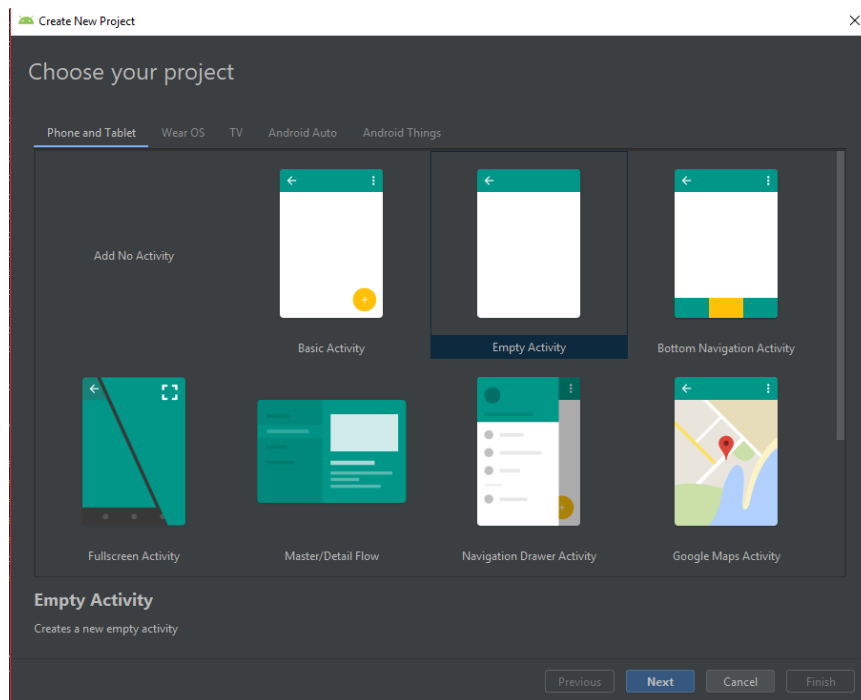 Create New Project
Choose your project
Phone and Tablet Wear OS TV Android Auto Android Things
Add No Activity
Basic Activity Empty Activity Bottom Navigation Activity
Fullscreen Activity Master/Detail Flow Navigation Drawer Activity Google Maps Activity
Empty Activity
Creates a new empty activity
Previous Next Cancel Finish